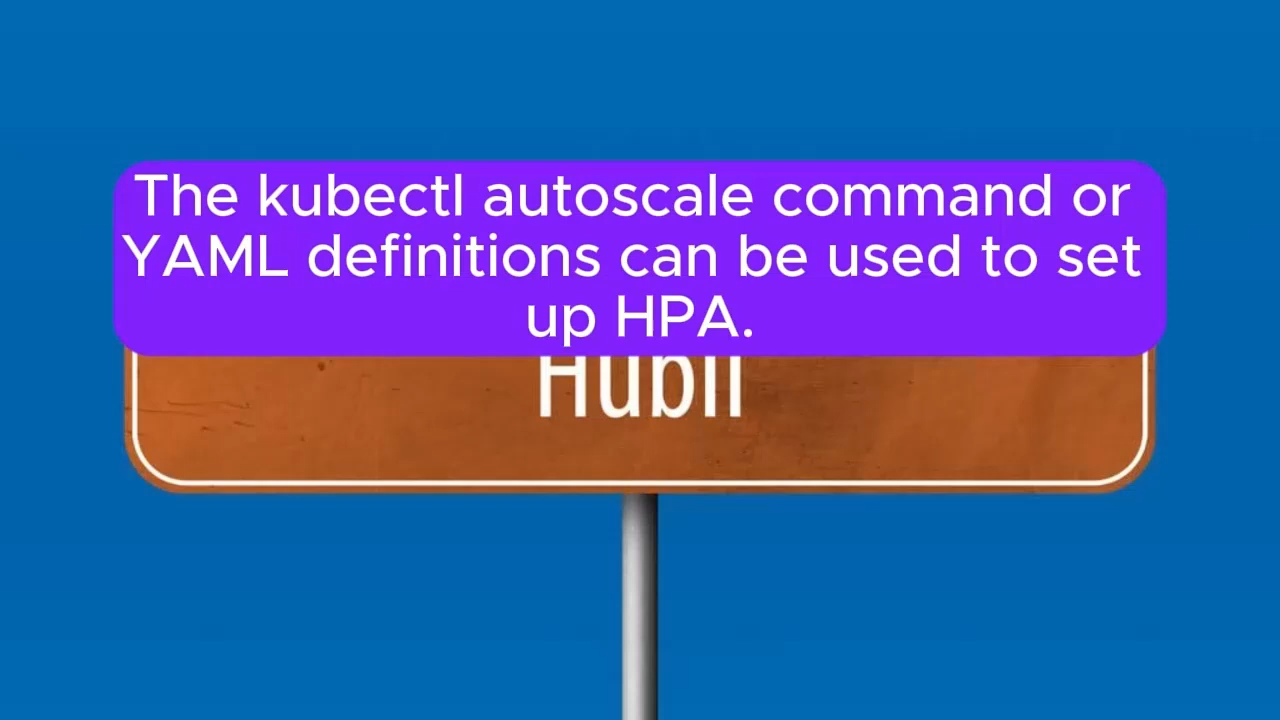 The kubectl autoscale command or
YAML definitions can be used to set
up HPA.
Hubli